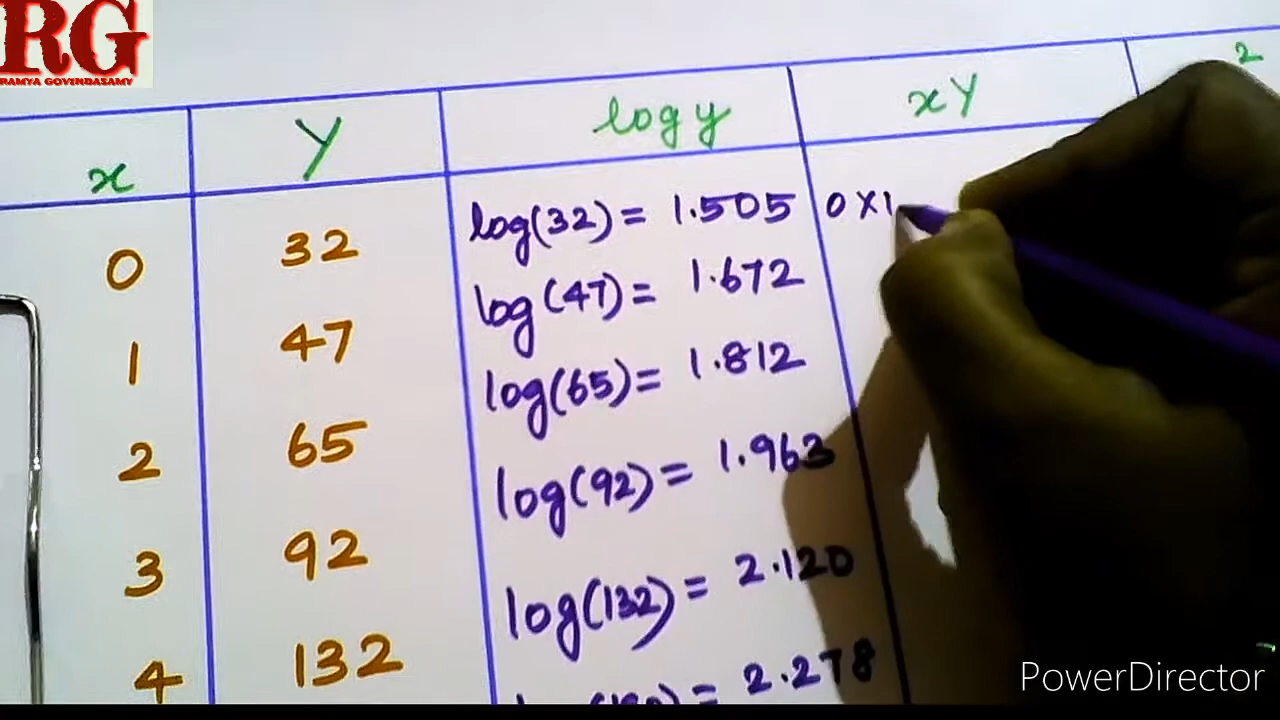 RG
RAMYA GOVINDASAMY
x Y log y xY 2
0 32 log(32) = 1.505 0 X 1
1 47 log(47) = 1.672
2 65 log(65) = 1.812
3 92 log(92) = 1.963
4 132 log(132) = 2.120
= 2.278
PowerDirector